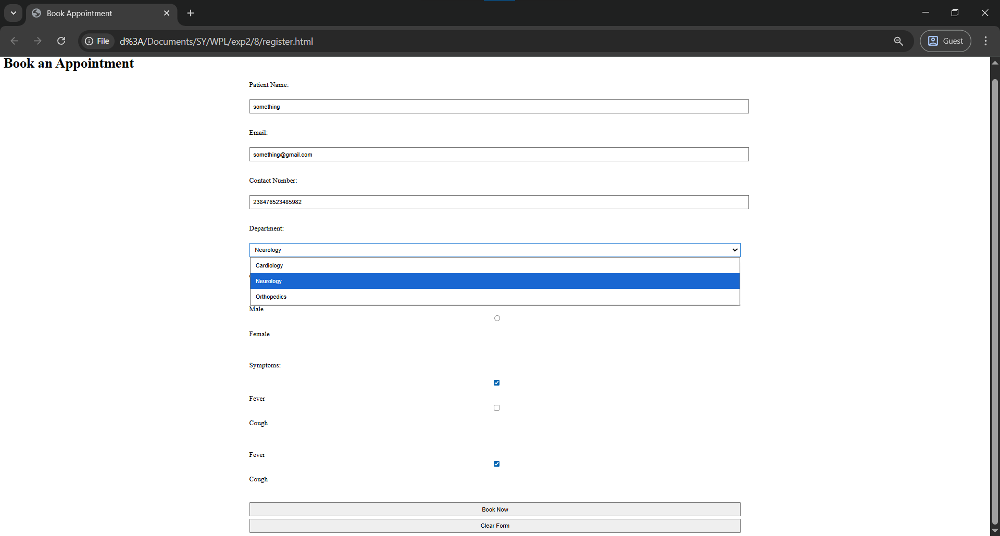 Book Appointment
File d%3A/Documents/SY/WPL/exp2/8/register.html
Guest
Book an Appointment
Patient Name:
something
Email:
something@gmail.com
Contact Number:
238476523485982
Department:
Neurology
Cardiology
Neurology
Orthopedics
Male
Female
Symptoms:
Fever
Cough
Fever
Cough
Book Now
Clear Form